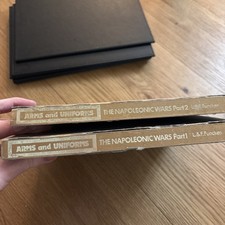 ARMS and UNIFORMS THE NAPOLEONIC WARS Part 2 L.&F. Funcken
ARMS and UNIFORMS THE NAPOLEONIC WARS Part 1 L.&F. Funcken